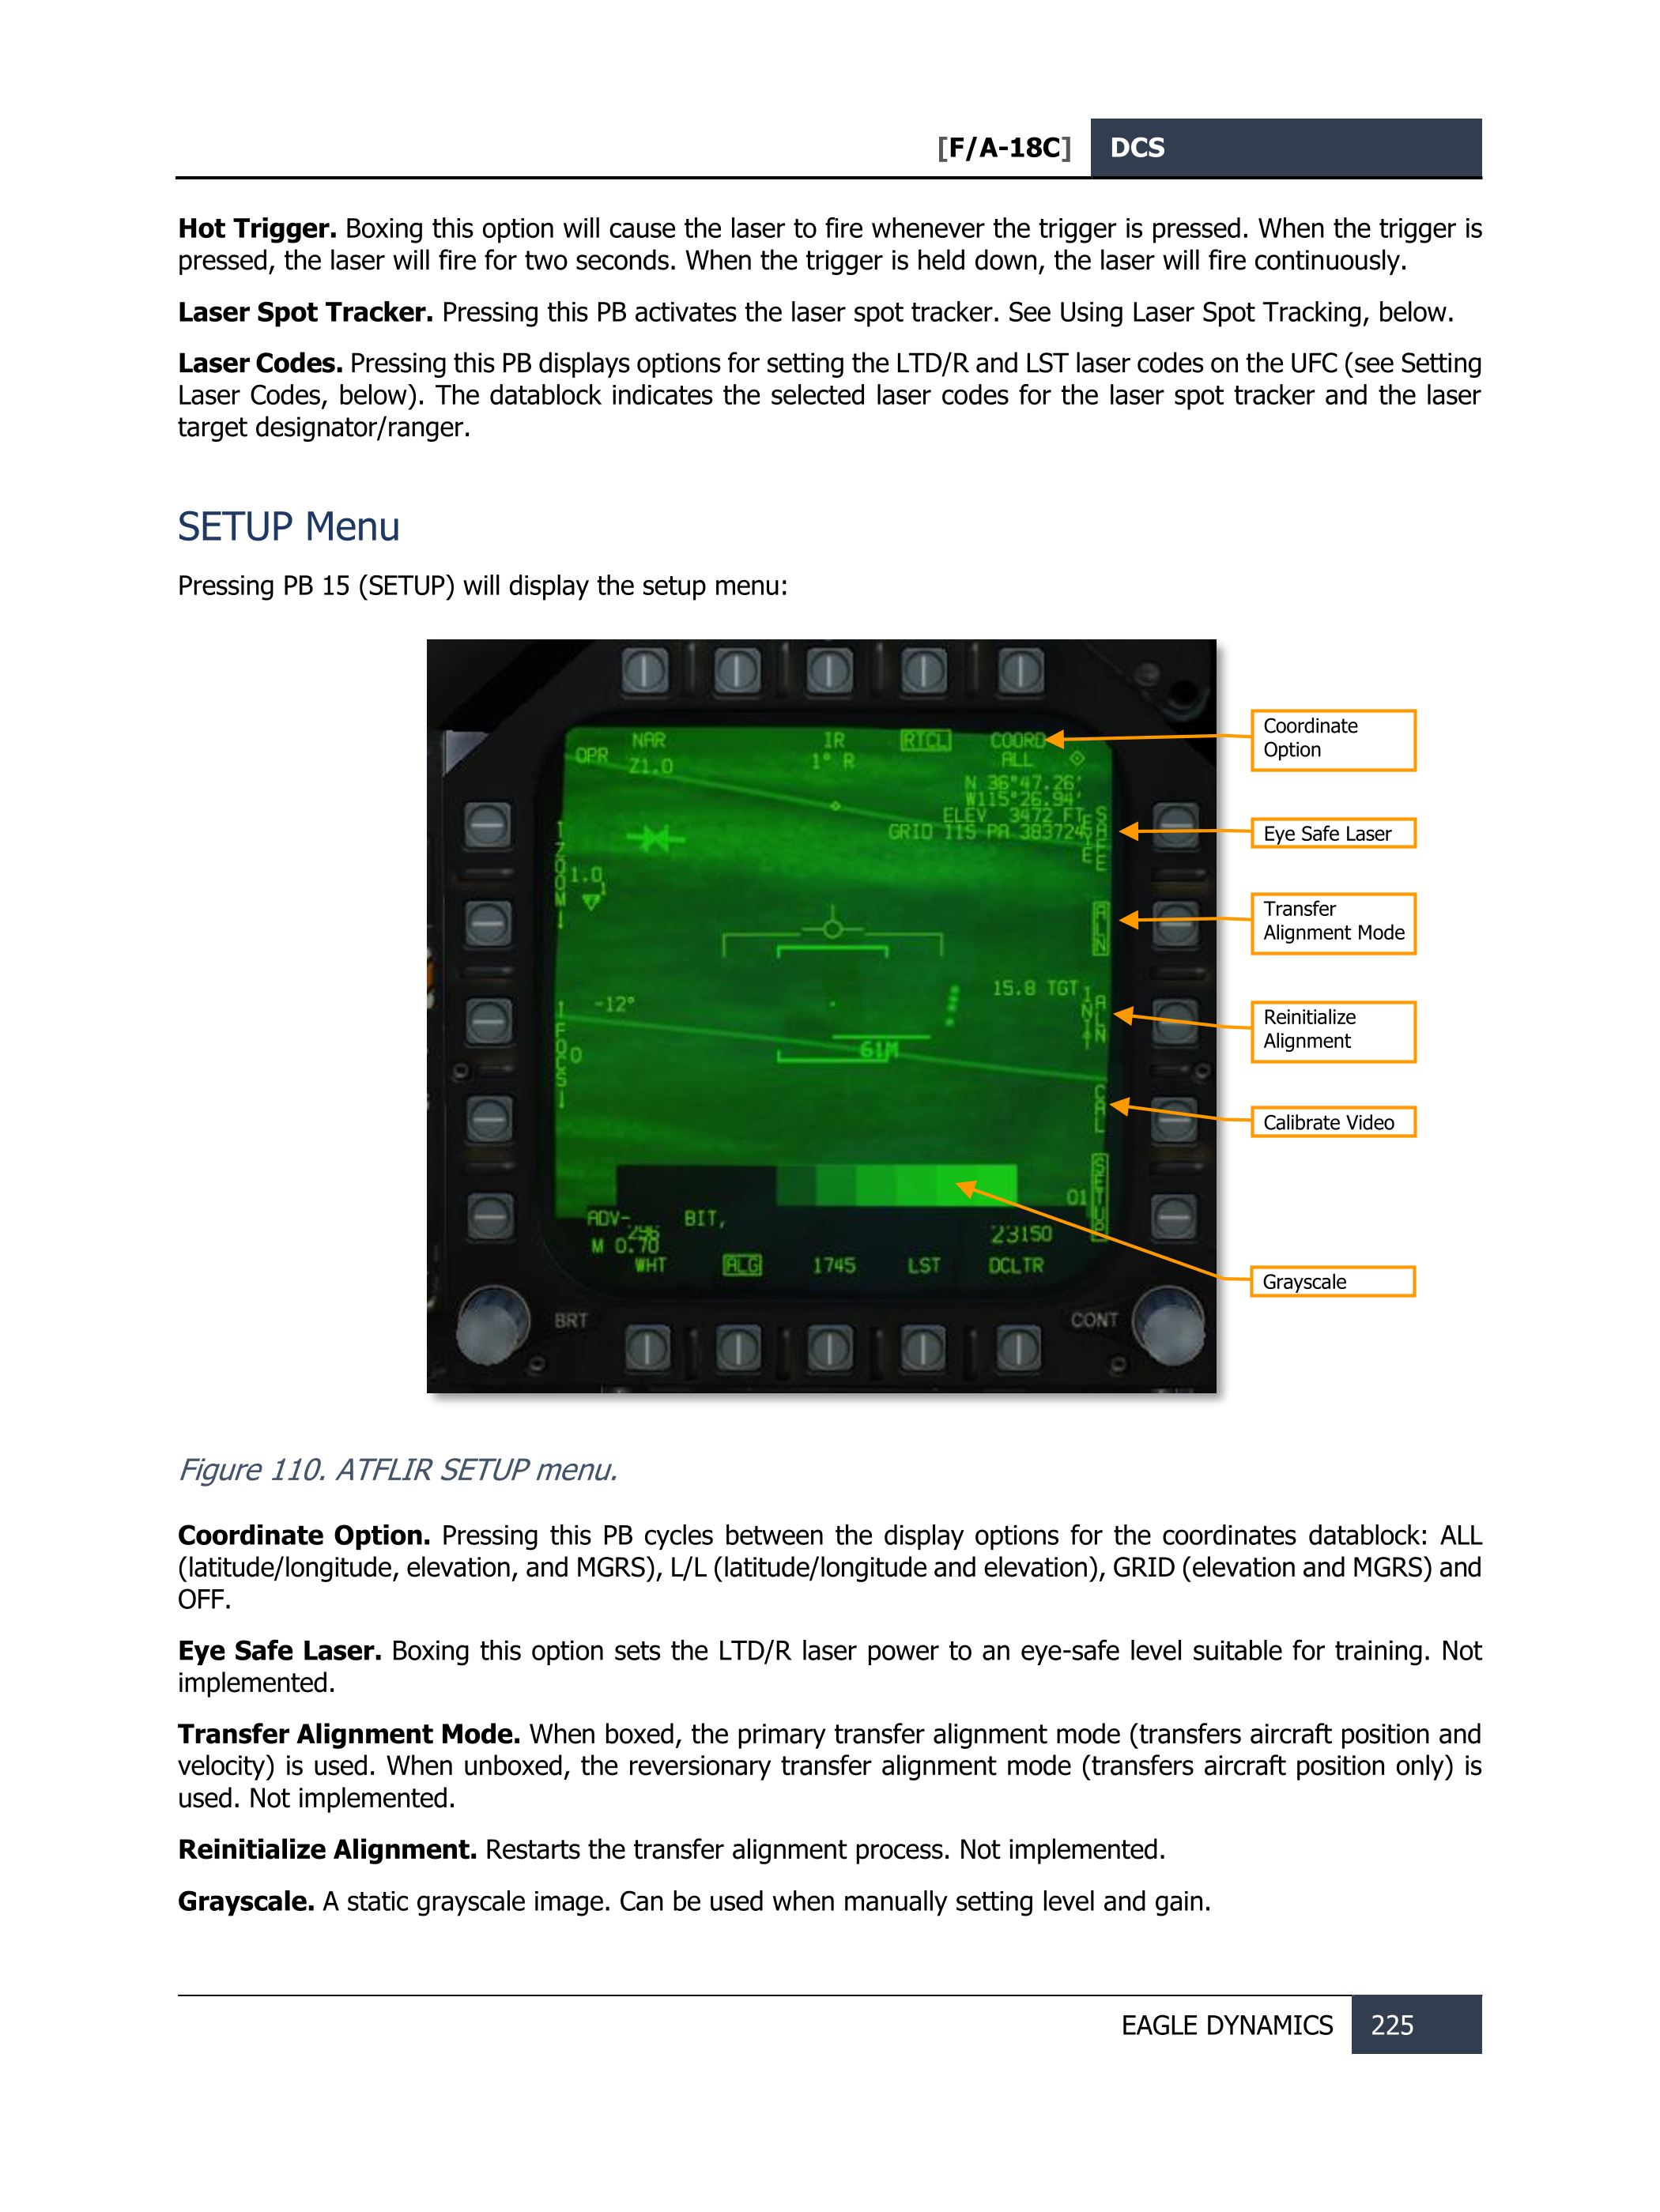 [F/A-18C] DCS
Hot Trigger. Boxing this option will cause the laser to fire whenever the trigger is pressed. When the trigger is
pressed, the laser will fire for two seconds. When the trigger is held down, the laser will fire continuously.
Laser Spot Tracker. Pressing this PB activates the laser spot tracker. See Using Laser Spot Tracking, below.
Laser Codes. Pressing this PB displays options for setting the LTD/R and LST laser codes on the UFC (see Setting
Laser Codes, below). The datablock indicates the selected laser codes for the laser spot tracker and the laser
target designator/ranger.
SETUP Menu
Pressing PB 15 (SETUP) will display the setup menu:
NAR IR RTCL COORD
OPR Z1.0 1° R ALL
N 36°47.26'
W115°26.94'
ELEV 3472 FT
GRID 11S PA 383724
EYE SAFE
ZOOM
1.0
1
ALN
15.8 TGT
INIT ALN
-12°
FOCUS
0
61M
CAL
SETUP
01
ADV- BIT,
23150
M 0.70
WHT ALG 1745 LST DCLTR
BRT CONT
Coordinate
Option
Eye Safe Laser
Transfer
Alignment Mode
Reinitialize
Alignment
Calibrate Video
Grayscale
Figure 110. ATFLIR SETUP menu.
Coordinate Option. Pressing this PB cycles between the display options for the coordinates datablock: ALL
(latitude/longitude, elevation, and MGRS), L/L (latitude/longitude and elevation), GRID (elevation and MGRS) and
OFF.
Eye Safe Laser. Boxing this option sets the LTD/R laser power to an eye-safe level suitable for training. Not
implemented.
Transfer Alignment Mode. When boxed, the primary transfer alignment mode (transfers aircraft position and
velocity) is used. When unboxed, the reversionary transfer alignment mode (transfers aircraft position only) is
used. Not implemented.
Reinitialize Alignment. Restarts the transfer alignment process. Not implemented.
Grayscale. A static grayscale image. Can be used when manually setting level and gain.
EAGLE DYNAMICS 225